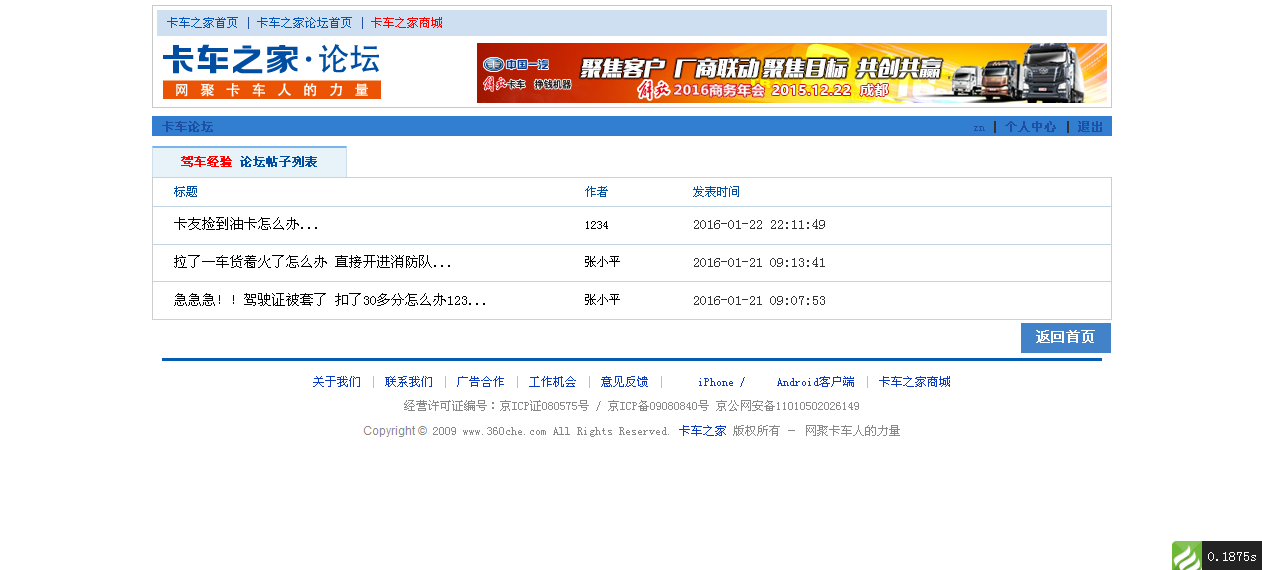 卡车之家首页 | 卡车之家论坛首页 | 卡车之家商城
卡车之家·论坛
网聚卡车人的力量
中国一汽
解放卡车 挣钱机器
聚焦客户 厂商联动 聚焦目标 共创共赢
解放2016商务年会 2015.12.22 成都
卡车论坛 zn | 个人中心 | 退出
驾车经验 论坛帖子列表
标题 作者 发表时间
卡友捡到油卡怎么办... 1234 2016-01-22 22:11:49
拉了一车货着火了怎么办 直接开进消防队... 张小平 2016-01-21 09:13:41
急急急！！驾驶证被套了 扣了30多分怎么办123... 张小平 2016-01-21 09:07:53
返回首页
关于我们 | 联系我们 | 广告合作 | 工作机会 | 意见反馈 | iPhone / Android客户端 | 卡车之家商城
经营许可证编号：京ICP证080575号 / 京ICP备09080840号 京公网安备11010502026149
Copyright © 2009 www.360che.com All Rights Reserved. 卡车之家 版权所有 － 网聚卡车人的力量
0.1875s